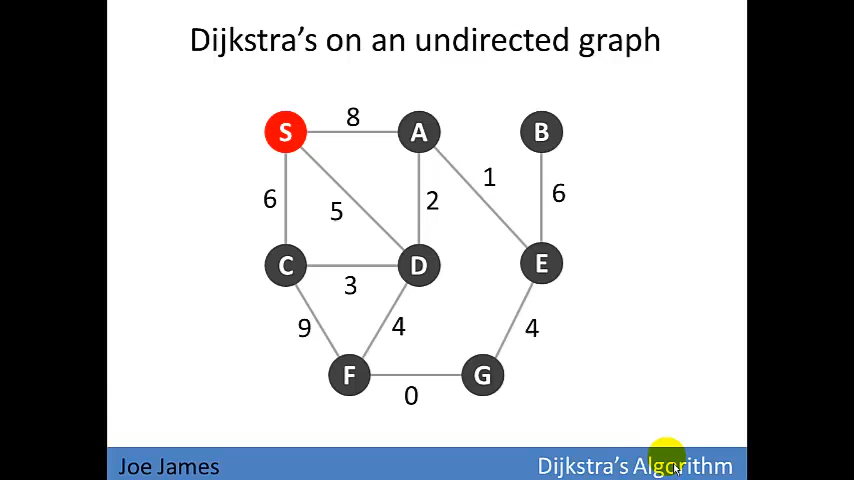 Dijkstra's on an undirected graph
S 8 A B
6 5 2 1 6
C 3 D E
9 4 4
F 0 G
Joe James
Dijkstra's Algorithm